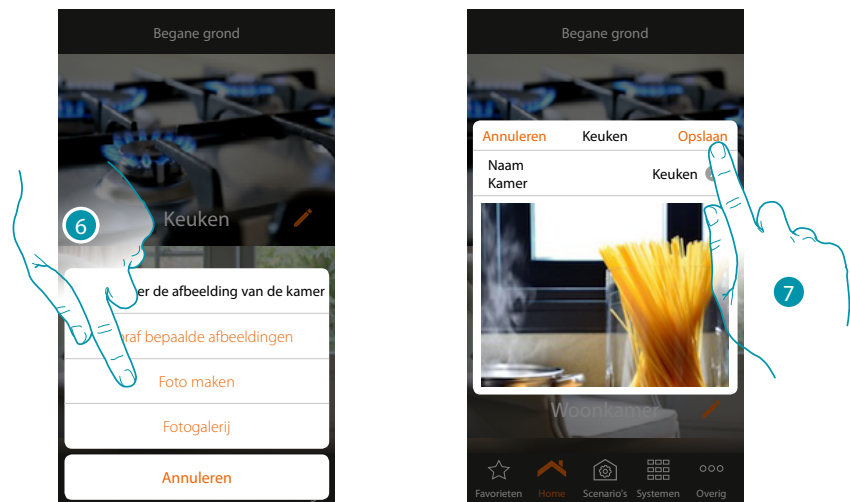 Begane grond
Keuken
6
er de afbeelding van de kamer
raf bepaalde afbeeldingen
Foto maken
Fotogalerij
Annuleren
Begane grond
Annuleren Keuken Opslaan
Naam
Kamer
Keuken
7
Woonkamer
Favorieten Home Scenario's Systemen Overig